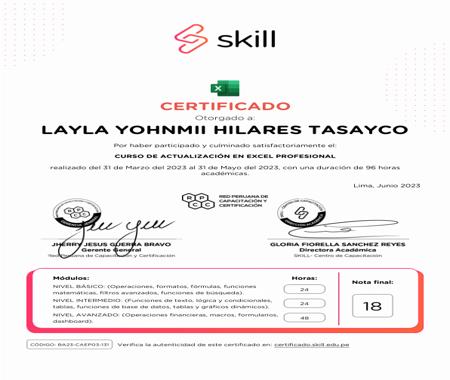 skill
CERTIFICADO
Otorgado a:
LAYLA YOHNMII HILARES TASAYCO
Por haber participado y culminado satisfactoriamente el:
CURSO DE ACTUALIZACIÓN EN EXCEL PROFESIONAL
realizado del 31 de Marzo del 2023 al 31 de Mayo del 2023, con una duración de 96 horas
académicas.
Lima, Junio 2023
RPCC
RED PERUANA DE
CAPACITACIÓN Y
CERTIFICACIÓN
JHERRY JESUS GUERRA BRAVO
Gerente General
Red Peruana de Capacitación y Certificación
GLORIA FIORELLA SANCHEZ REYES
Directora Académica
SKILL- Centro de Capacitación
Módulos:
Horas:
Nota final:
NIVEL BÁSICO: (Operaciones, formatos, fórmulas, funciones
matemáticas, filtros avanzados, funciones de búsqueda).
24
NIVEL INTERMEDIO: (Funciones de texto, lógica y condicionales,
tablas, funciones de base de datos, tablas y gráficos dinámicos).
24
NIVEL AVANZADO: (Operaciones financieras, macros, formularios,
dashboard).
48
18
CÓDIGO: BA23-CAEP03-131
Verifica la autenticidad de este certificado en: certificado.skill.edu.pe